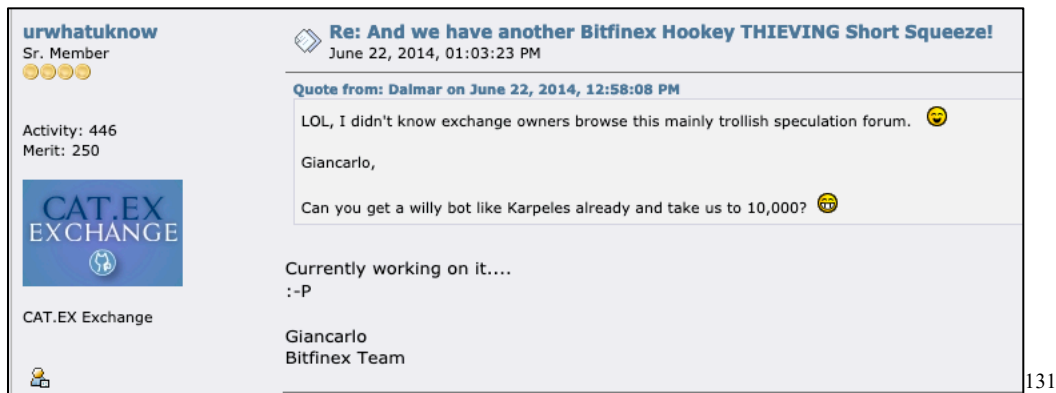 urwhatuknow
Sr. Member
Activity: 446
Merit: 250
CAT.EX
EXCHANGE
CAT.EX Exchange
Re: And we have another Bitfinex Hookey THIEVING Short Squeeze!
June 22, 2014, 01:03:23 PM
Quote from: Dalmar on June 22, 2014, 12:58:08 PM
LOL, I didn't know exchange owners browse this mainly trollish speculation forum.
Giancarlo,
Can you get a willy bot like Karpeles already and take us to 10,000?
Currently working on it....
:-P
Giancarlo
Bitfinex Team
131